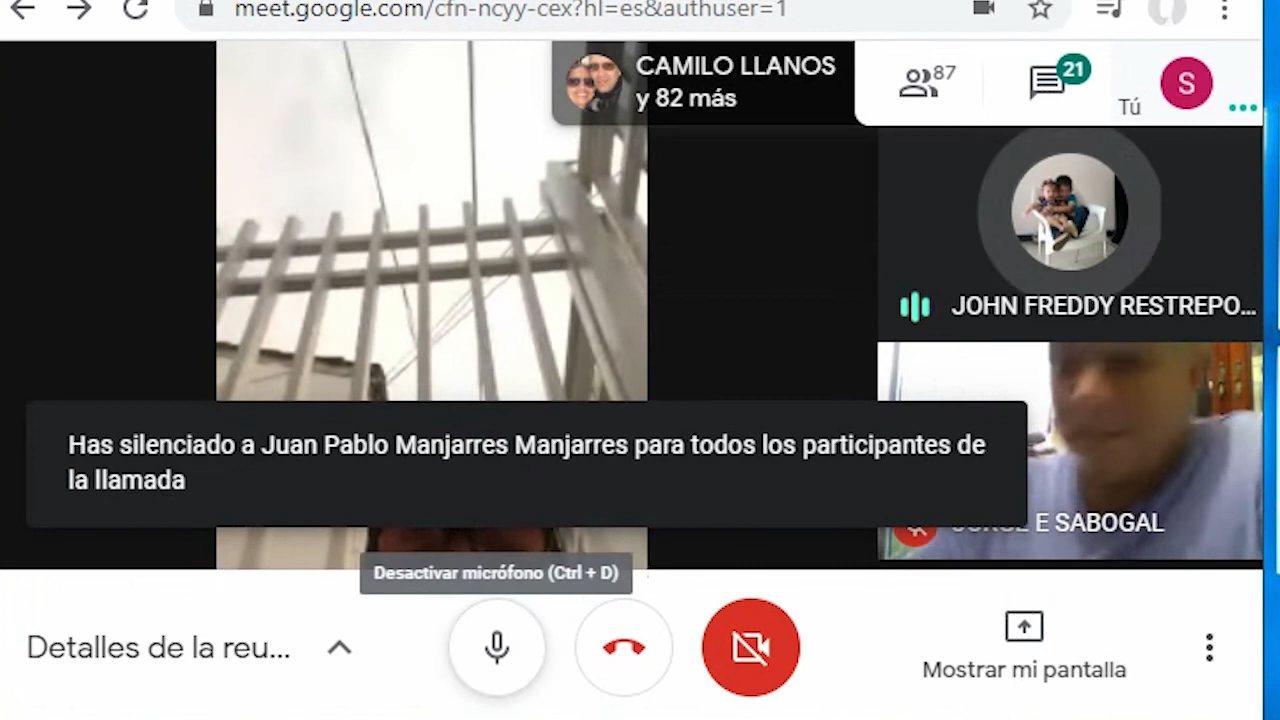 meet.google.com/cfn-ncyy-cex?hl=es&authuser=1
CAMILO LLANOS
y 82 más
87
21
Tú
S
JOHN FREDDY RESTREPO...
Has silenciado a Juan Pablo Manjarres Manjarres para todos los participantes de
la llamada
E SABOGAL
Desactivar micrófono (Ctrl + D)
Detalles de la reu...
Mostrar mi pantalla